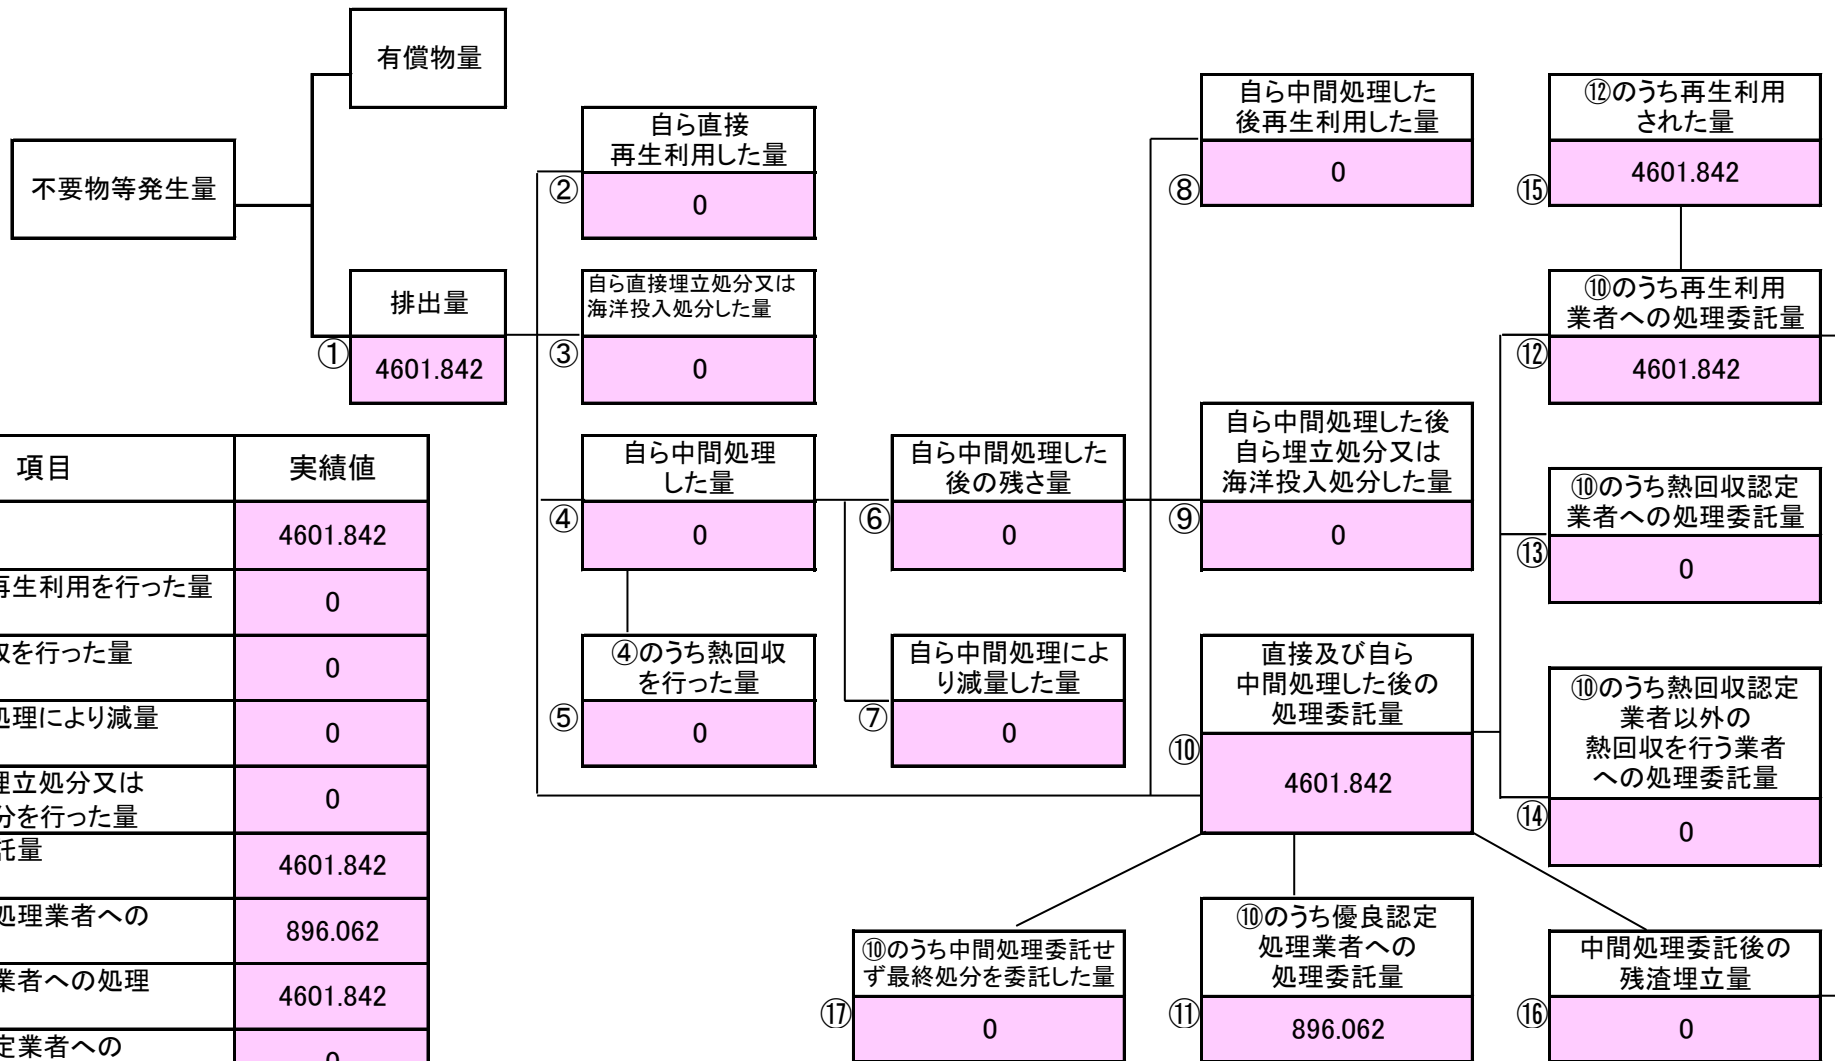 有償物量
不要物等発生量
排出量
①
4601.842
自ら直接
再生利用した量
②
0
自ら直接埋立処分又は
海洋投入処分した量
③
0
自ら中間処理
した量
④
0
④のうち熱回収
を行った量
⑤
0
自ら中間処理した
後の残さ量
⑥
0
自ら中間処理によ
り減量した量
⑦
0
自ら中間処理した
後再生利用した量
⑧
0
自ら中間処理した後
自ら埋立処分又は
海洋投入処分した量
⑨
0
直接及び自ら
中間処理した後の
処理委託量
⑩
4601.842
⑩のうち優良認定
処理業者への
処理委託量
⑪
896.062
⑫のうち再生利用
された量
⑮
4601.842
⑩のうち再生利用
業者への処理委託量
⑫
4601.842
⑩のうち熱回収認定
業者への処理委託量
⑬
0
⑩のうち熱回収認定
業者以外の
熱回収を行う業者
への処理委託量
⑭
0
⑩のうち中間処理委託せ
ず最終処分を委託した量
⑰
0
中間処理委託後の
残渣埋立量
⑯
0
項目 実績値
4601.842
再生利用を行った量 0
を行った量 0
処理により減量 0
埋立処分又は
分を行った量 0
託量 4601.842
処理業者への 896.062
業者への処理 4601.842
定業者への 0